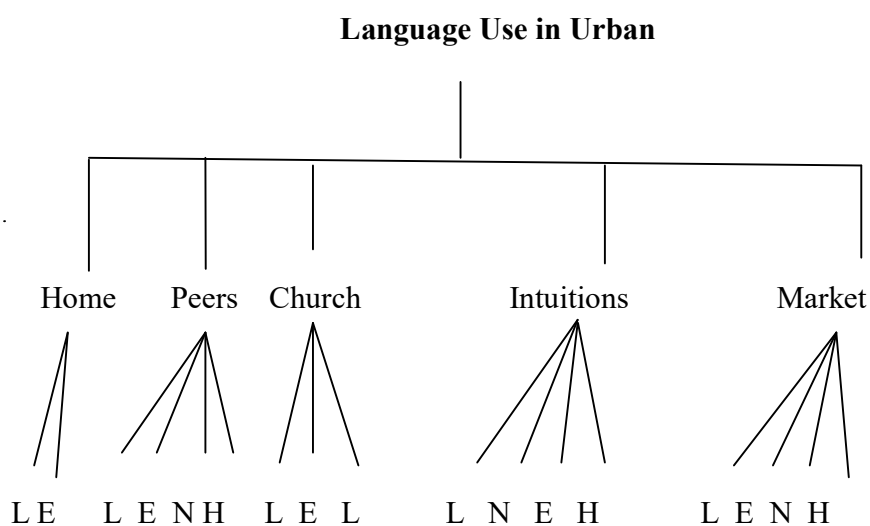 Language Use in Urban
Home Peers Church Intuitions Market
L E L E N H L E L L N E H L E N H